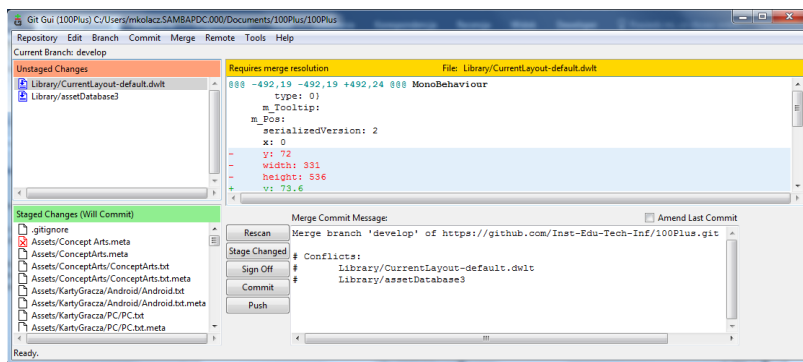 Git Gui (100Plus) C:/Users/mkolacz.SAMBAPDC.000/Documents/100Plus/100Plus
Repository Edit Branch Commit Merge Remote Tools Help
Current Branch: develop
Unstaged Changes
Library/CurrentLayout-default.dwlt
Library/assetDatabase3
Requires merge resolution File: Library/CurrentLayout-default.dwlt
@@@ -492,19 -492,19 +492,24 @@@ MonoBehaviour
type: 0}
m_Tooltip:
m_Pos:
serializedVersion: 2
x: 0
- y: 72
- width: 331
- height: 536
+ y: 73.6
Staged Changes (Will Commit)
.gitignore
Assets/Concept Arts.meta
Assets/ConceptArts.meta
Assets/ConceptArts/ConceptArts.txt
Assets/ConceptArts/ConceptArts.txt.meta
Assets/KartyGracza/Android/Android.txt
Assets/KartyGracza/Android/Android.txt.meta
Assets/KartyGracza/PC/PC.txt
Assets/KartyGracza/PC/PC.txt.meta
Rescan
Stage Changed
Sign Off
Commit
Push
Merge Commit Message: Amend Last Commit
Merge branch 'develop' of https://github.com/Inst-Edu-Tech-Inf/100Plus.git
# Conflicts:
# Library/CurrentLayout-default.dwlt
# Library/assetDatabase3
Ready.